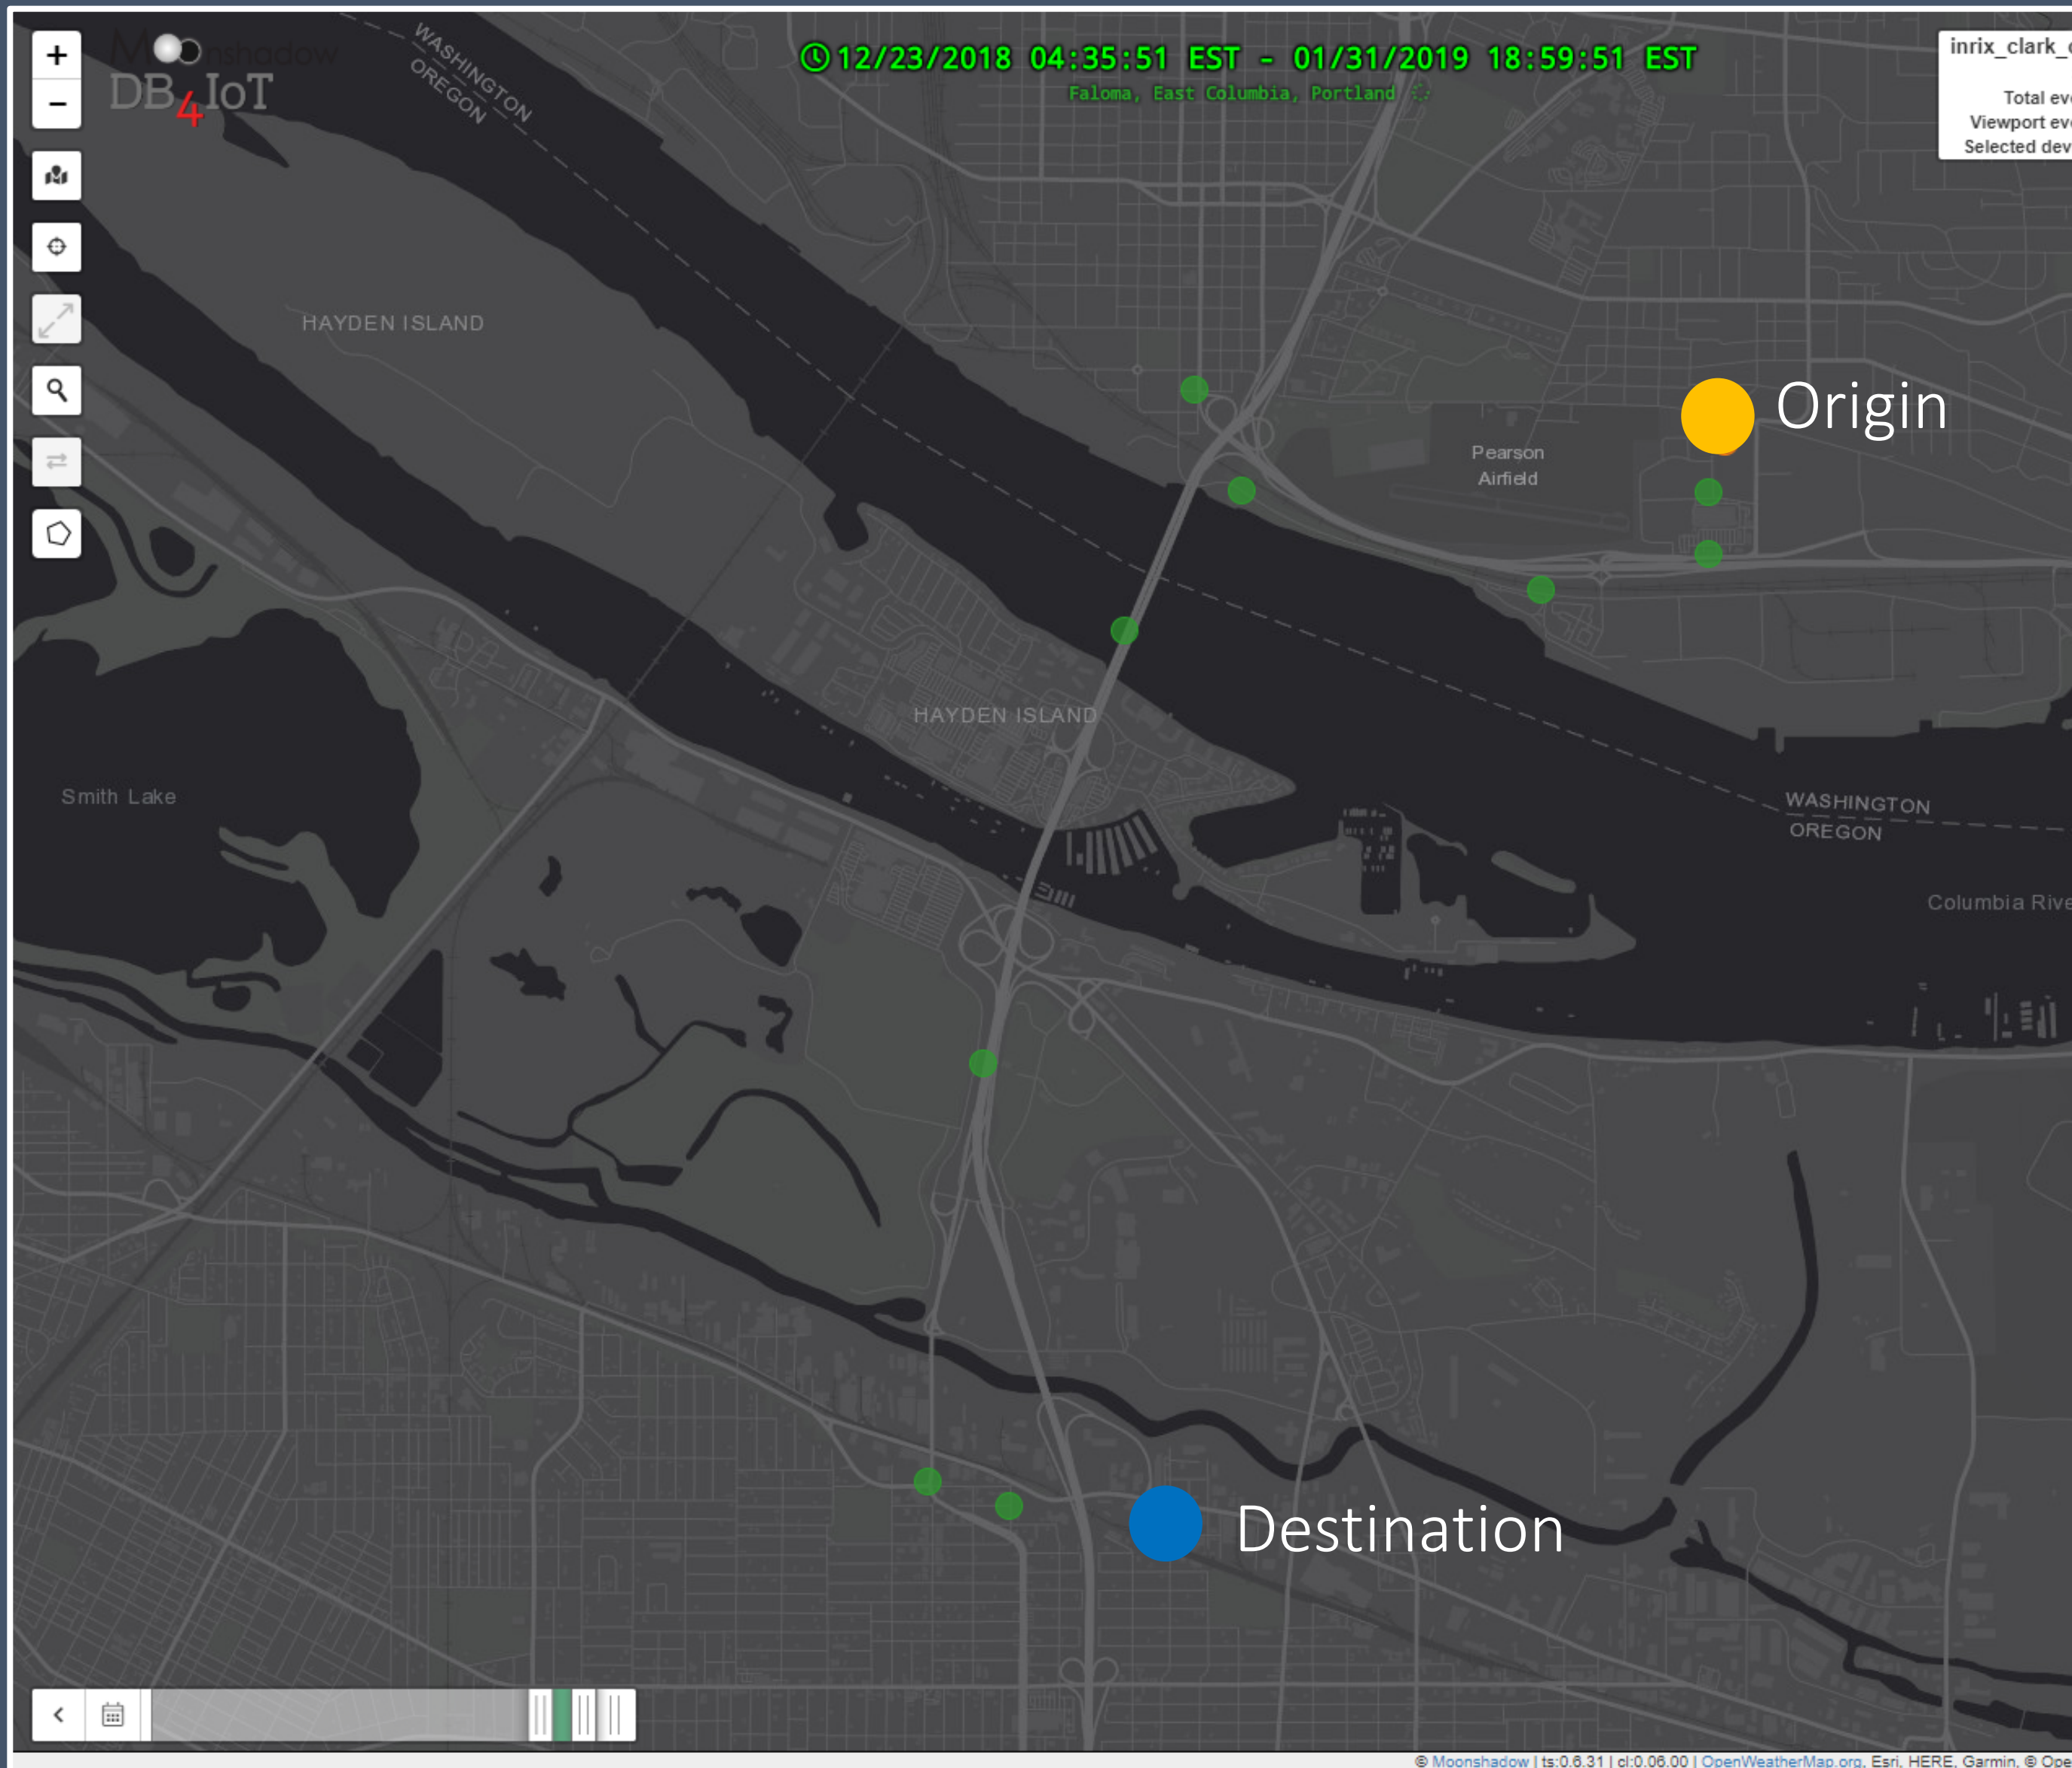 Moonshadow
DB4IoT
WASHINGTON
OREGON
12/23/2018 04:35:51 EST - 01/31/2019 18:59:51 EST
Faloma, East Columbia, Portland
inrix_clark_
Total ev
Viewport ev
Selected dev
HAYDEN ISLAND
Origin
Pearson
Airfield
HAYDEN ISLAND
Smith Lake
WASHINGTON
OREGON
Columbia Rive
Destination
© Moonshadow | ts:0.6.31 | cl:0.06.00 | OpenWeatherMap.org, Esri, HERE, Garmin, © Ope